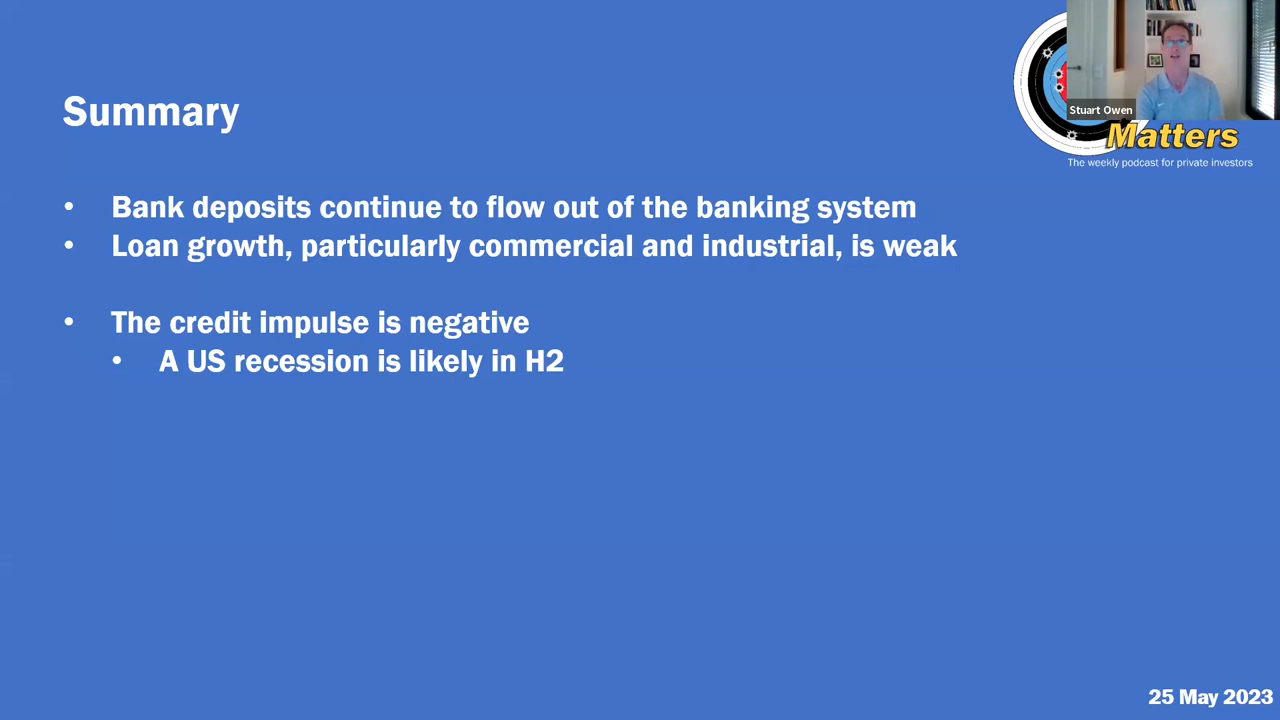 Summary
Stuart Owen
Matters
The weekly podcast for private investors
• Bank deposits continue to flow out of the banking system
• Loan growth, particularly commercial and industrial, is weak
• The credit impulse is negative
• A US recession is likely in H2
25 May 2023